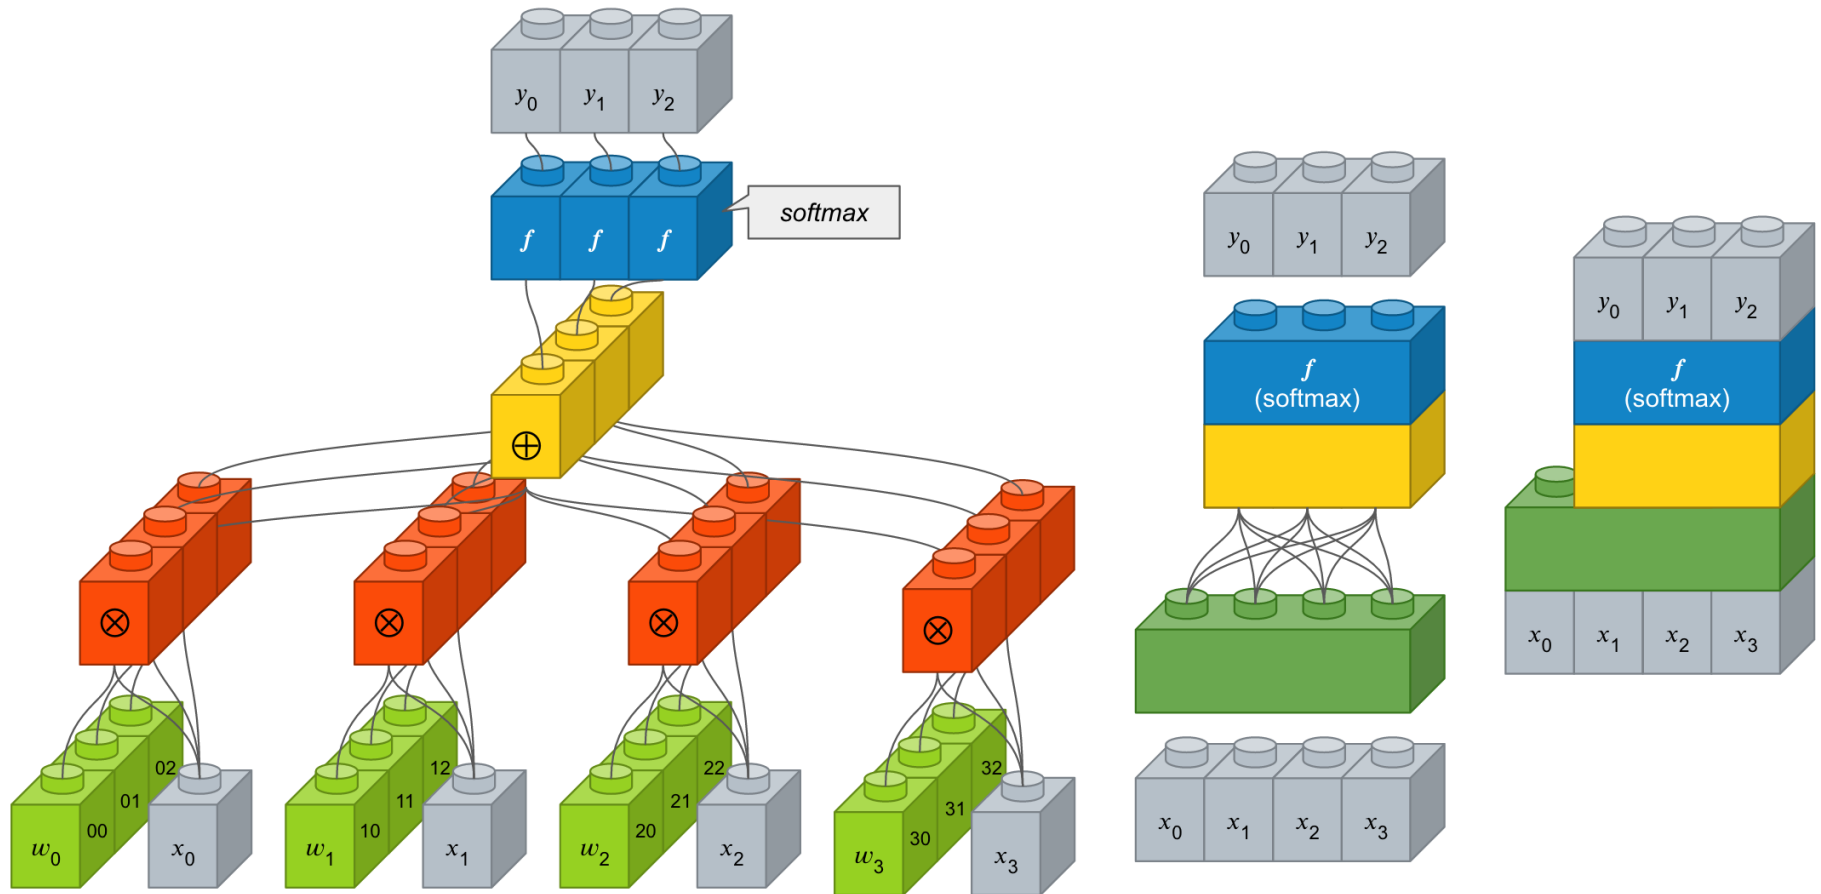 y0 y1 y2
f f f
softmax
⊕
⊗ ⊗ ⊗ ⊗
w0 00 01 02 x0
w1 10 11 12 x1
w2 20 21 22 x2
w3 30 31 32 x3
y0 y1 y2
f
(softmax)
x0 x1 x2 x3
y0 y1 y2
f
(softmax)
x0 x1 x2 x3